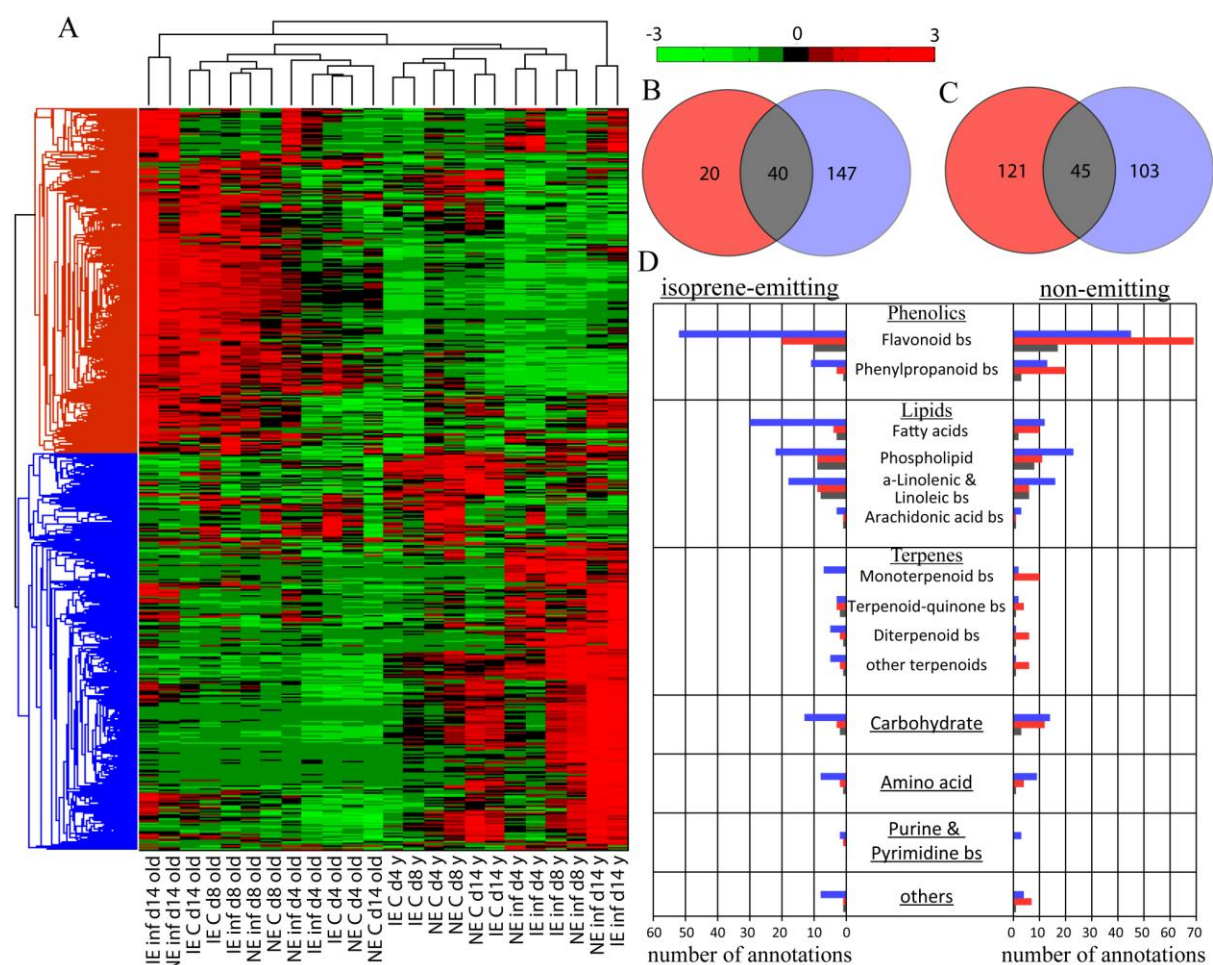 A
-3
0
3
B
20
40
147
C
121
45
103
D
isoprene-emitting
non-emitting
Phenolics
Flavonoid bs
Phenylpropanoid bs
Lipids
Fatty acids
Phospholipid
a-Linolenic &
Linoleic bs
Arachidonic acid bs
Terpenes
Monoterpenoid bs
Terpenoid-quinone bs
Diterpenoid bs
other terpenoids
Carbohydrate
Amino acid
Purine &
Pyrimidine bs
others
60 50 40 30 20 10 0
0 10 20 30 40 50 60 70
number of annotations
number of annotations
IE inf d14 old
NE inf d14 old
IE C d14 old
IE C d8 old
IE inf d8 old
NE inf d8 old
NE C d8 old
NE inf d4 old
IE inf d4 old
IE C d4 old
NE C d4 old
NE C d14 old
IE C d4 y
IE C d8 y
NE C d4 y
NE C d8 y
NE C d14 y
IE C d14 y
NE inf d4 y
IE inf d4 y
IE inf d8 y
NE inf d8 y
NE inf d14 y
IE inf d14 y